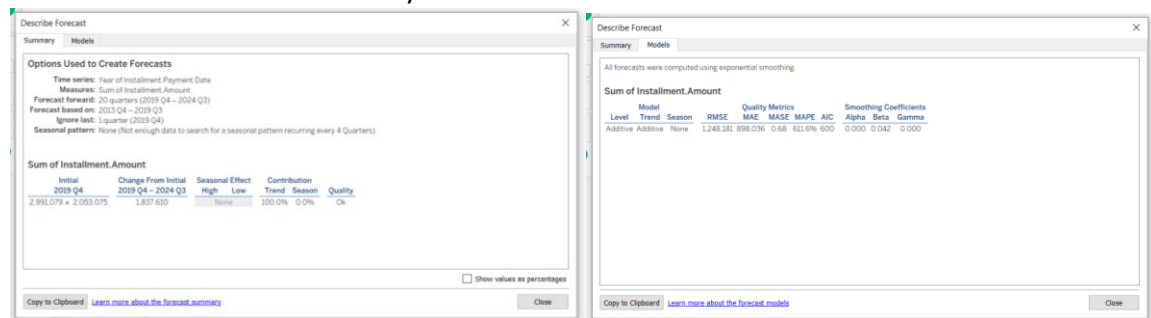 Describe Forecast
Summary Models
Options Used to Create Forecasts
Time series: Year of Installment Payment Date
Measures: Sum of Installment.Amount
Forecast forward: 20 quarters (2019 Q4 – 2024 Q3)
Forecast based on: 2013 Q4 – 2019 Q3
Ignore last: 1 quarter (2019 Q4)
Seasonal pattern: None (Not enough data to search for a seasonal pattern recurring every 4 Quarters)
Sum of Installment.Amount
Initial Change From Initial Seasonal Effect Contribution
2019 Q4 2019 Q4 – 2024 Q3 High Low Trend Season Quality
2.991.079 ± 2.053.075 1.837.610 None 100.0% 0.0% Ok
Show values as percentages
Copy to Clipboard Learn more about the forecast summary Close
Describe Forecast
Summary Models
All forecasts were computed using exponential smoothing.
Sum of Installment.Amount
Model Quality Metrics Smoothing Coefficients
Level Trend Season RMSE MAE MASE MAPE AIC Alpha Beta Gamma
Additive Additive None 1,248,181 898,036 0.68 611.6% 600 0.000 0.042 0.000
Copy to Clipboard Learn more about the forecast models Close